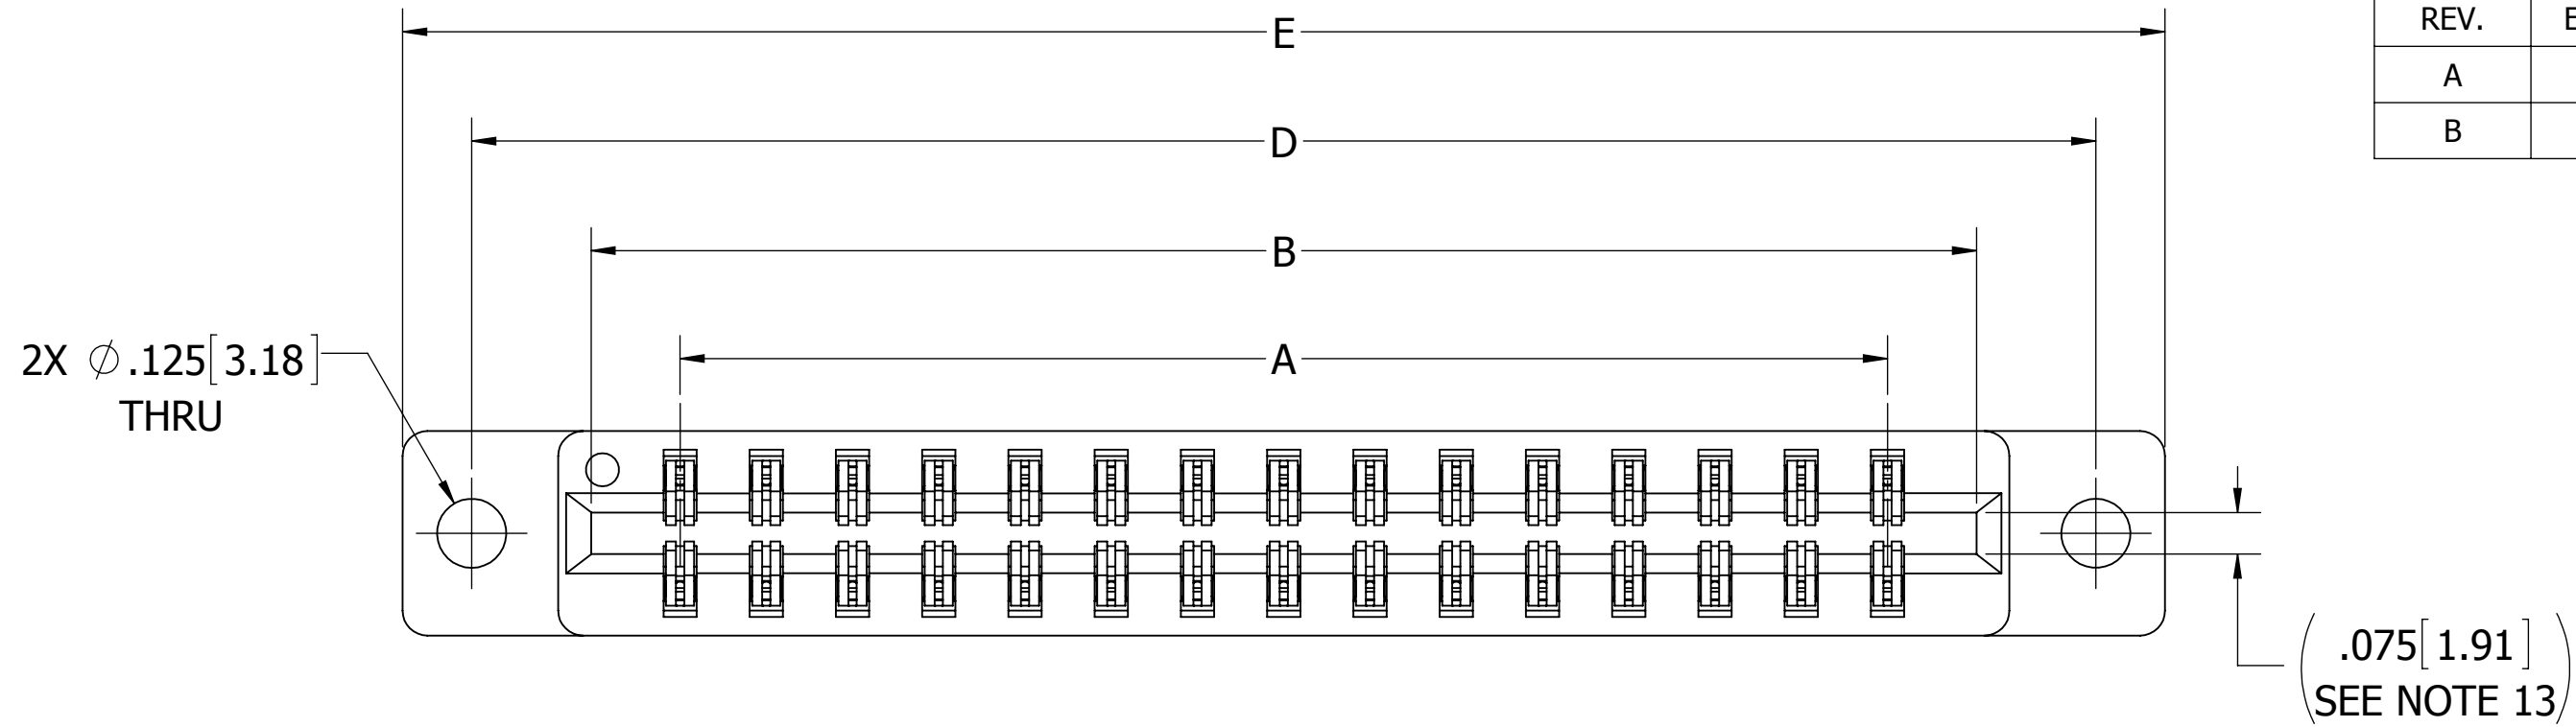 E
REV. E
A
D
B
B
A
2X ⌀ .125[3.18]
THRU
(.075[1.91]
SEE NOTE 13)